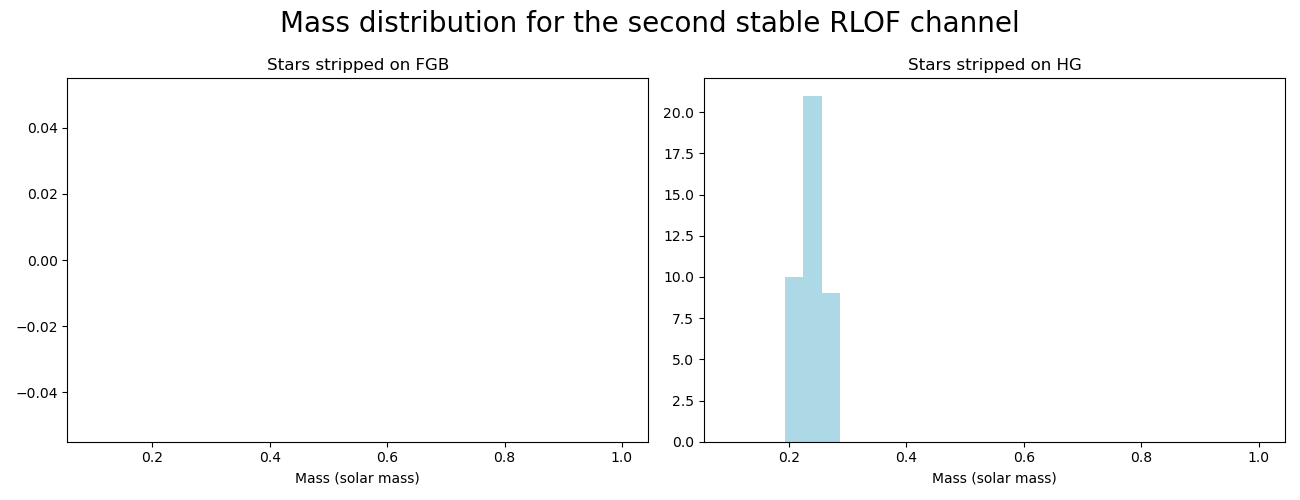 Mass distribution for the second stable RLOF channel
Stars stripped on FGB
0.04
0.02
0.00
−0.02
−0.04
0.2 0.4 0.6 0.8 1.0
Mass (solar mass)
Stars stripped on HG
20.0
17.5
15.0
12.5
10.0
7.5
5.0
2.5
0.0
0.2 0.4 0.6 0.8 1.0
Mass (solar mass)